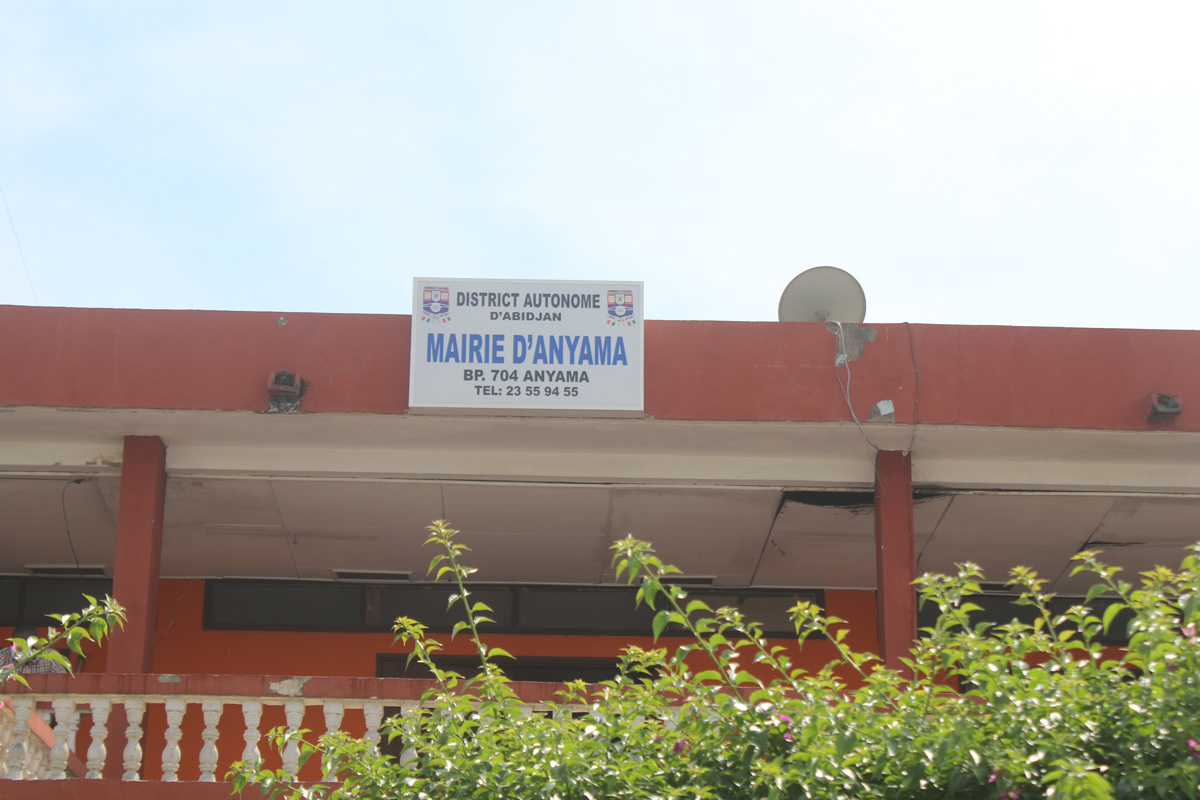 DISTRICT AUTONOME
D'ABIDJAN
MAIRIE D'ANYAMA
BP. 704 ANYAMA
TEL: 23 55 94 55